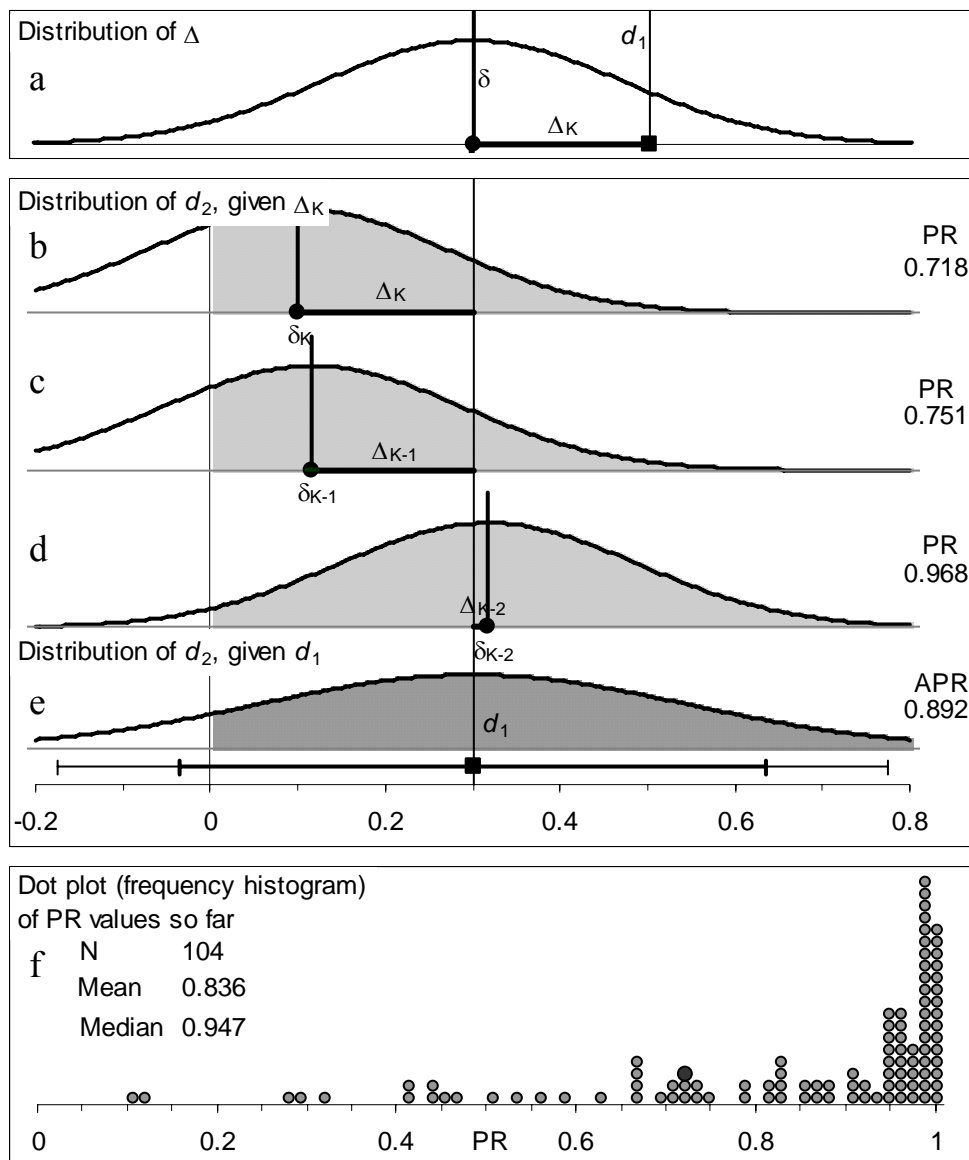 Distribution of Δ
d1
a
δ
ΔK
Distribution of d2, given ΔK
b
PR
0.718
ΔK
δK
c
PR
0.751
ΔK-1
δK-1
d
PR
0.968
ΔK-2
δK-2
Distribution of d2, given d1
e
APR
0.892
d1
-0.2 0 0.2 0.4 0.6 0.8
Dot plot (frequency histogram)
of PR values so far
f
N 104
Mean 0.836
Median 0.947
0 0.2 0.4 PR 0.6 0.8 1